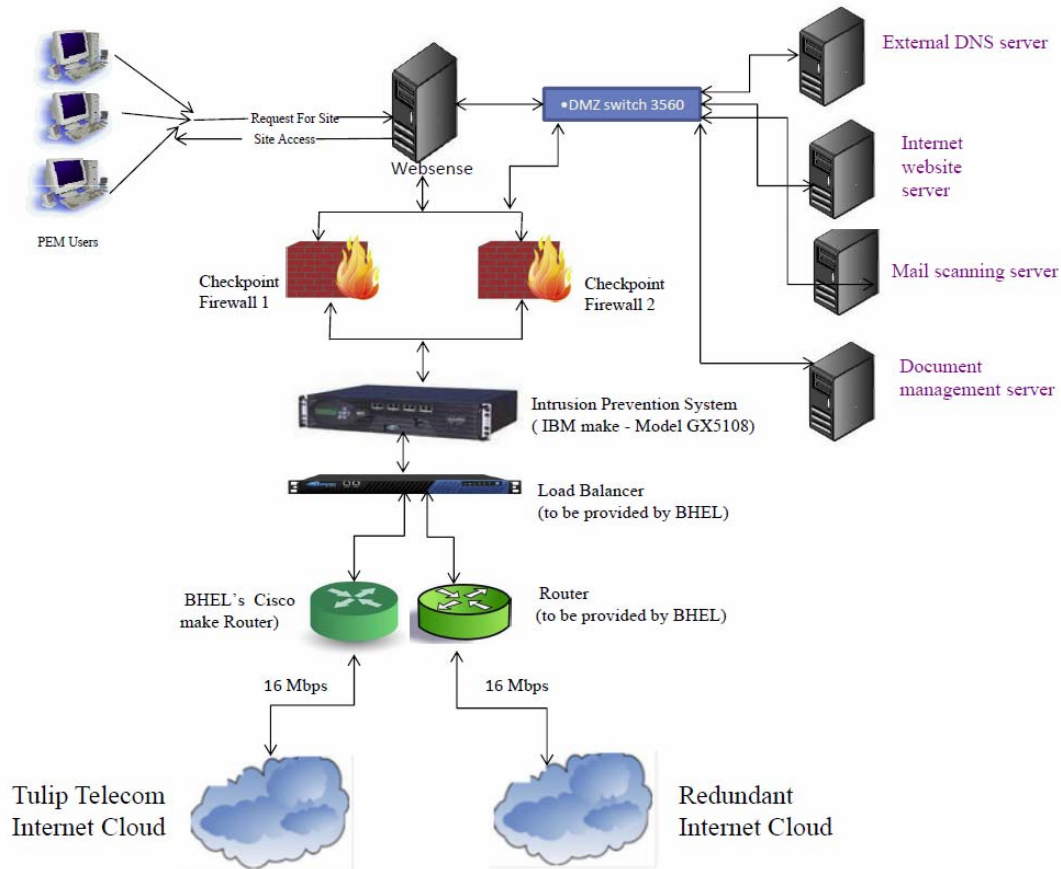 External DNS server
•DMZ switch 3560
Request For Site
Site Access
Websense
Internet
website
server
PEM Users
Checkpoint
Firewall 1
Checkpoint
Firewall 2
Mail scanning server
Document
management server
Intrusion Prevention System
( IBM make - Model GX5108)
Load Balancer
(to be provided by BHEL)
BHEL`s Cisco
make Router)
Router
(to be provided by BHEL)
16 Mbps
16 Mbps
Tulip Telecom
Internet Cloud
Redundant
Internet Cloud